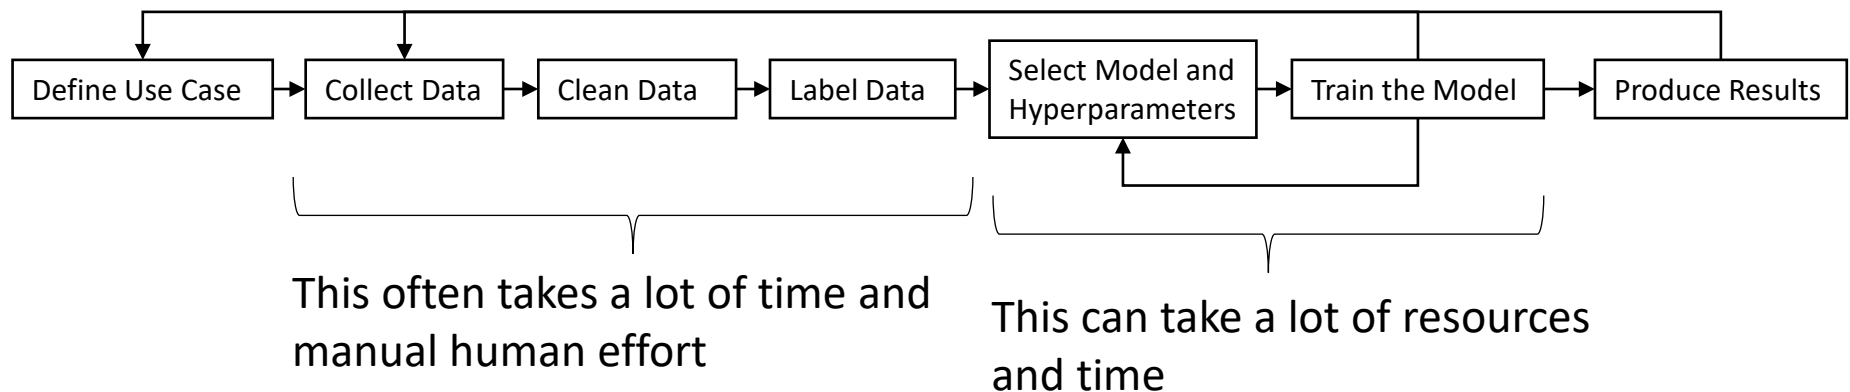 Define Use Case
Collect Data
Clean Data
Label Data
Select Model and
Hyperparameters
Train the Model
Produce Results
This often takes a lot of time and
manual human effort
This can take a lot of resources
and time